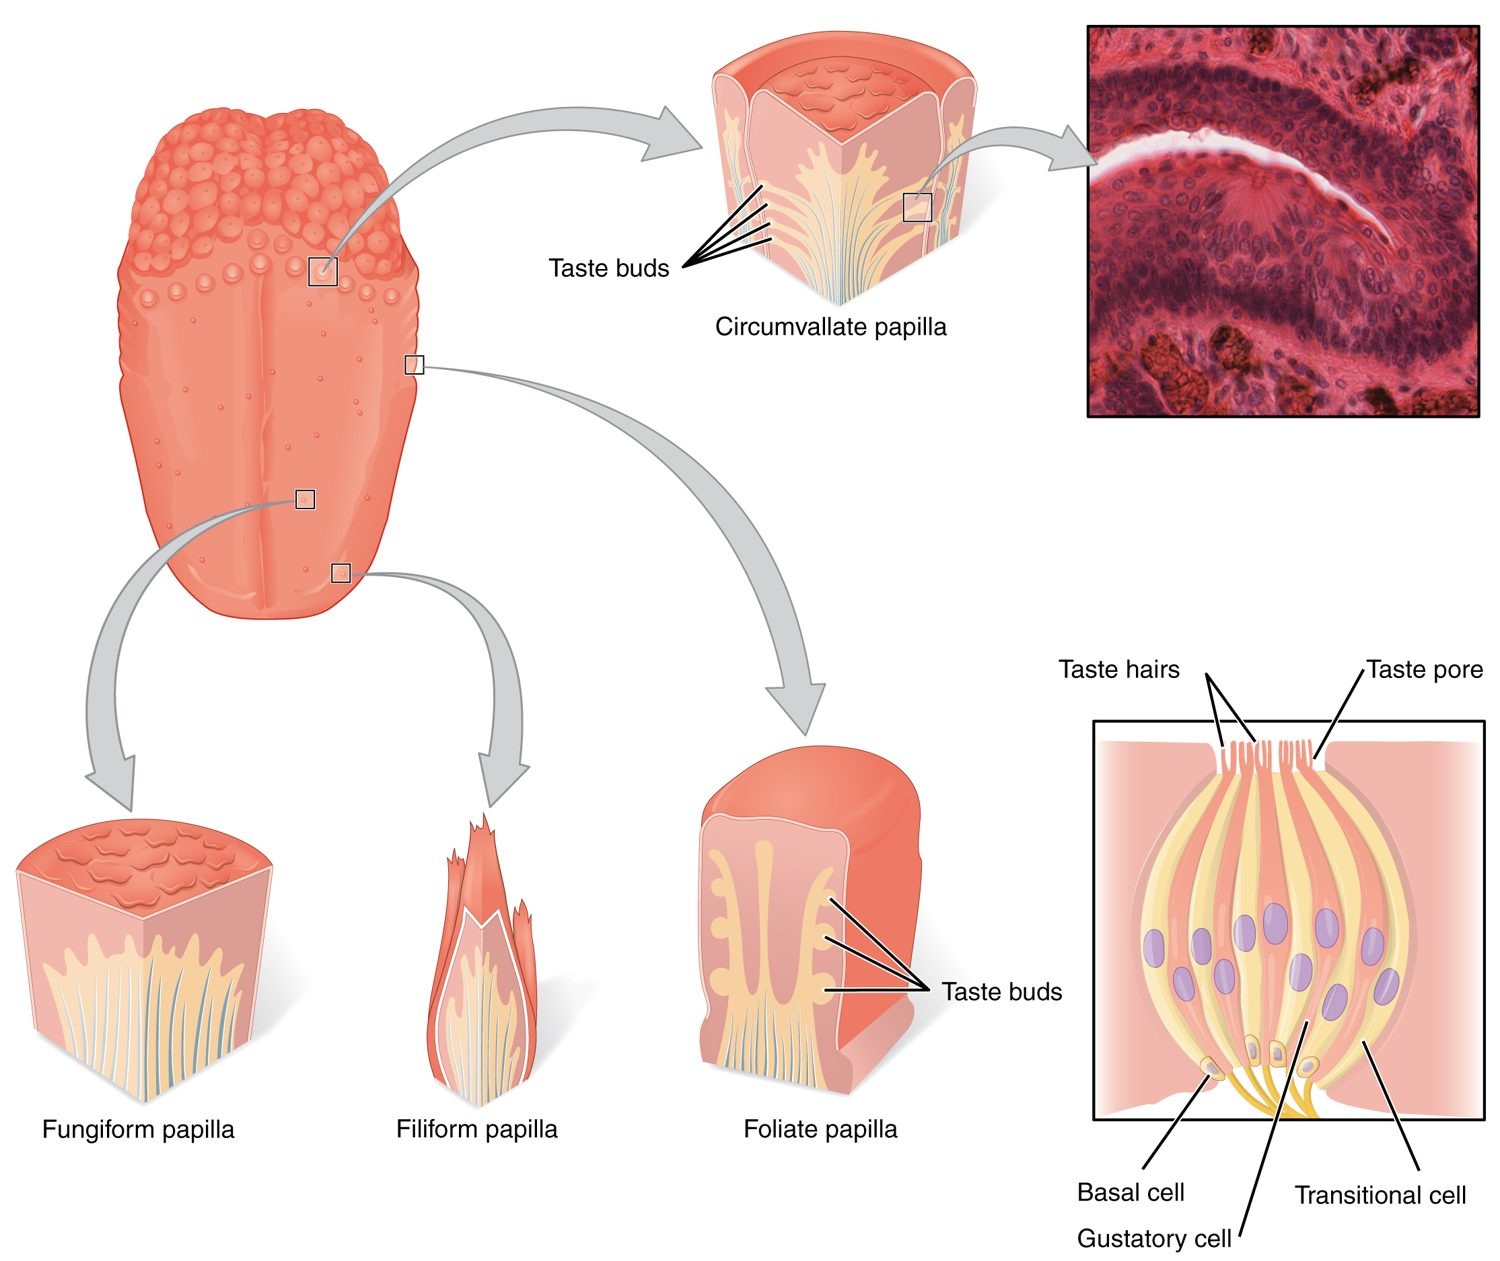 Taste buds
Circumvallate papilla
Taste hairs
Taste pore
Taste buds
Fungiform papilla
Filiform papilla
Foliate papilla
Basal cell
Transitional cell
Gustatory cell